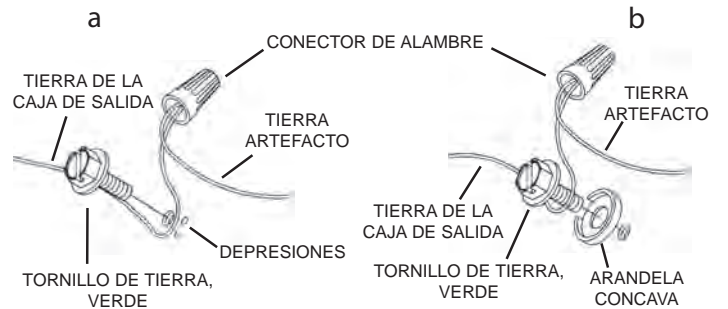 a
CONECTOR DE ALAMBRE
TIERRA DE LA
CAJA DE SALIDA
TIERRA
ARTEFACTO
DEPRESIONES
TORNILLO DE TIERRA,
VERDE
b
TIERRA
ARTEFACTO
TIERRA DE LA
CAJA DE SALIDA
TORNILLO DE TIERRA,
VERDE
ARANDELA
CONCAVA